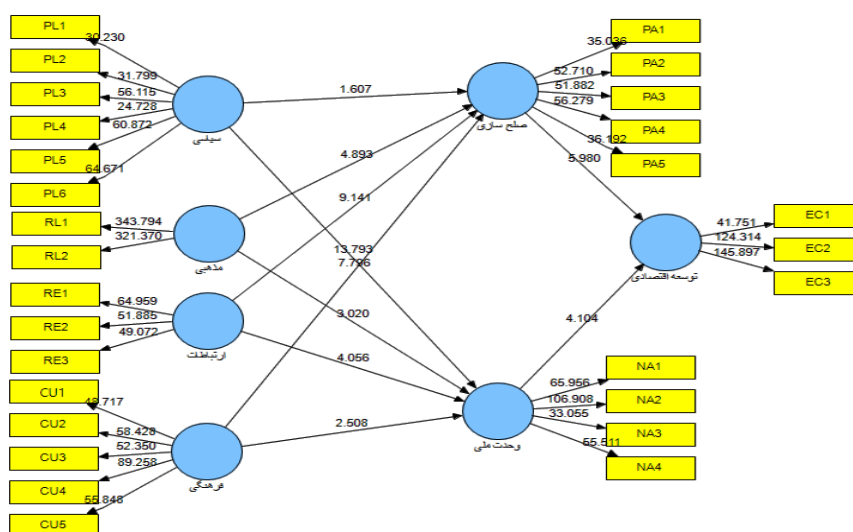 PL1
30.230
PL2
31.799
PL3
56.115
PL4
24.728
PL5
60.872
PL6
64.671
سیاسی
RL1
343.794
RL2
321.370
مذهبی
RE1
64.959
RE2
51.885
RE3
49.072
ارتباطات
CU1
48.717
CU2
58.428
CU3
52.350
CU4
89.258
CU5
55.848
فرهنگی
1.607
4.893
9.141
13.793
7.796
3.020
4.056
2.508
صلح سازی
PA1
35.036
PA2
52.710
PA3
51.882
PA4
56.279
PA5
36.192
5.980
توسعه اقتصادی
EC1
41.751
EC2
124.314
EC3
145.897
4.104
وحدت ملی
NA1
65.956
NA2
106.908
NA3
33.055
NA4
55.511